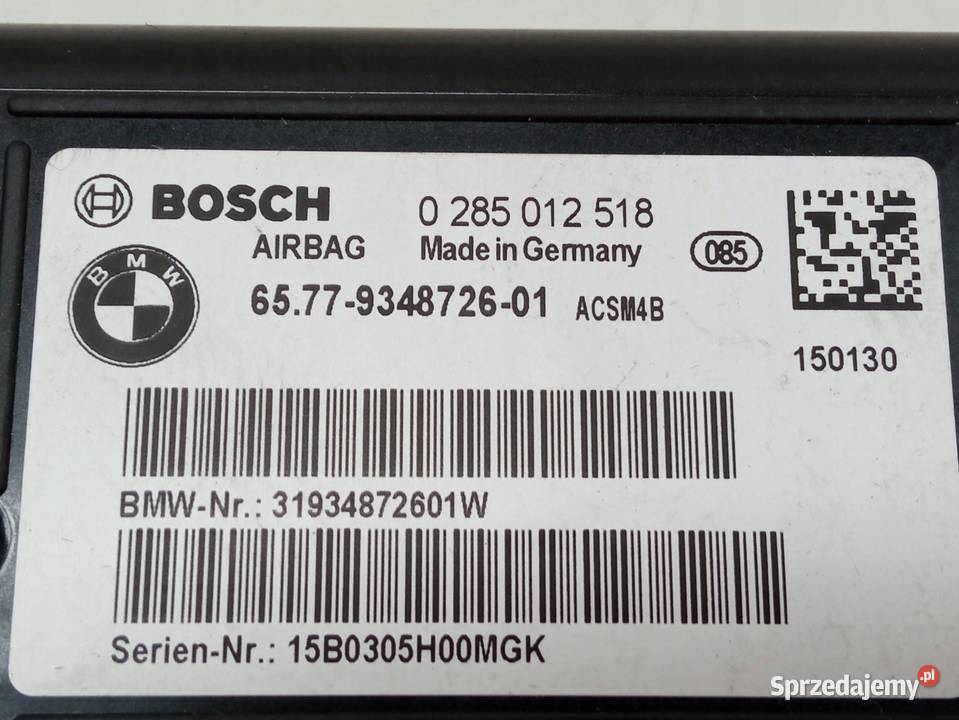 BOSCH 0 285 012 518
AIRBAG Made in Germany 085
BMW
65.77-9348726-01 ACSM4B
150130
BMW-Nr.: 31934872601W
Serien-Nr.: 15B0305H00MGK
Sprzedajemy.pl